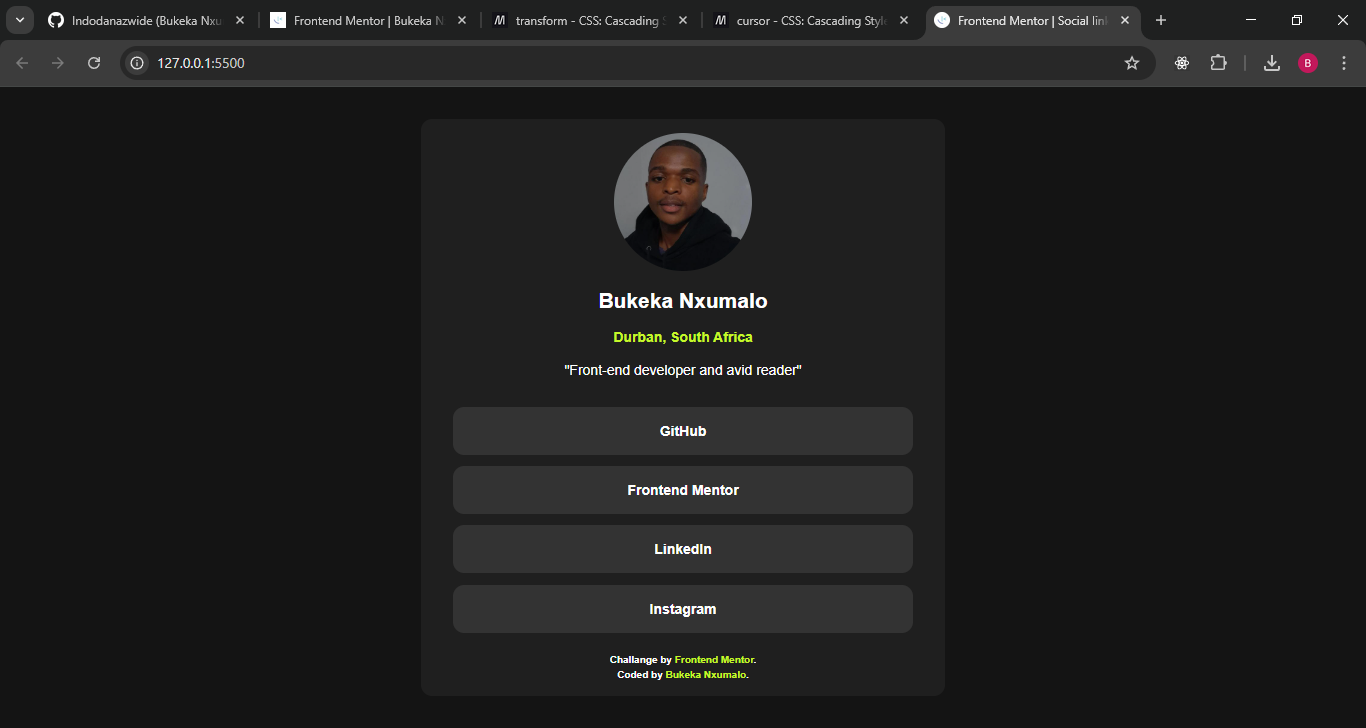 Indodanazwide (Bukeka Nxu
Frontend Mentor | Bukeka N
transform - CSS: Cascading S
cursor - CSS: Cascading Style
Frontend Mentor | Social lin
127.0.0.1:5500
B
Bukeka Nxumalo
Durban, South Africa
"Front-end developer and avid reader"
GitHub
Frontend Mentor
LinkedIn
Instagram
Challange by Frontend Mentor.
Coded by Bukeka Nxumalo.